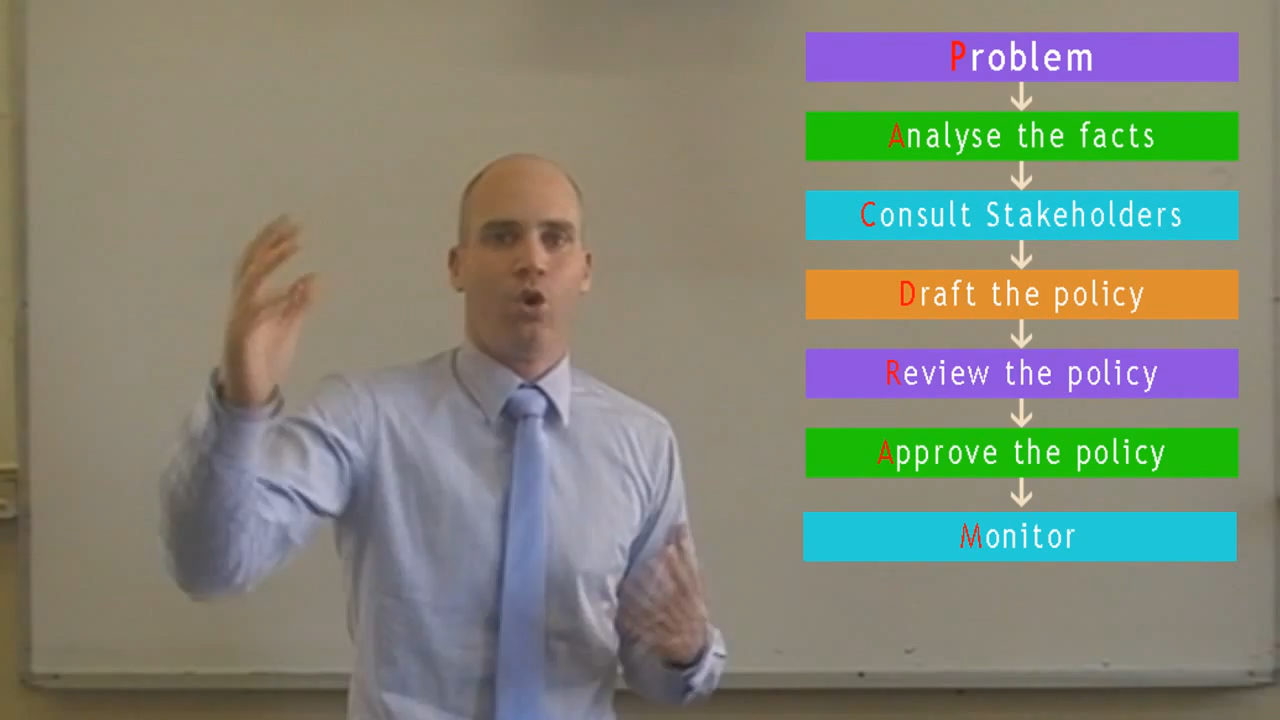 Problem
Analyse the facts
Consult Stakeholders
Draft the policy
Review the policy
Approve the policy
Monitor